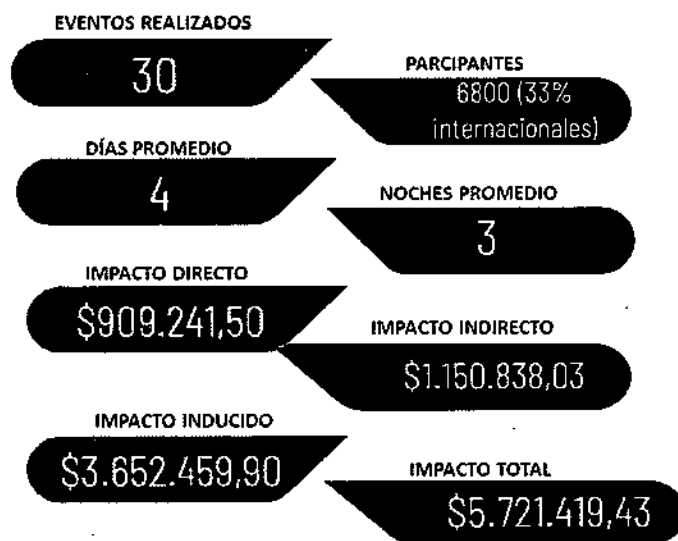 EVENTOS REALIZADOS
30
PARCIPANTES
6800 (33%
internacionales)
DÍAS PROMEDIO
4
NOCHES PROMEDIO
3
IMPACTO DIRECTO
$909.241,50
IMPACTO INDIRECTO
$1.150.838,03
IMPACTO INDUCIDO
$3.652.459,90
IMPACTO TOTAL
$5.721.419,43